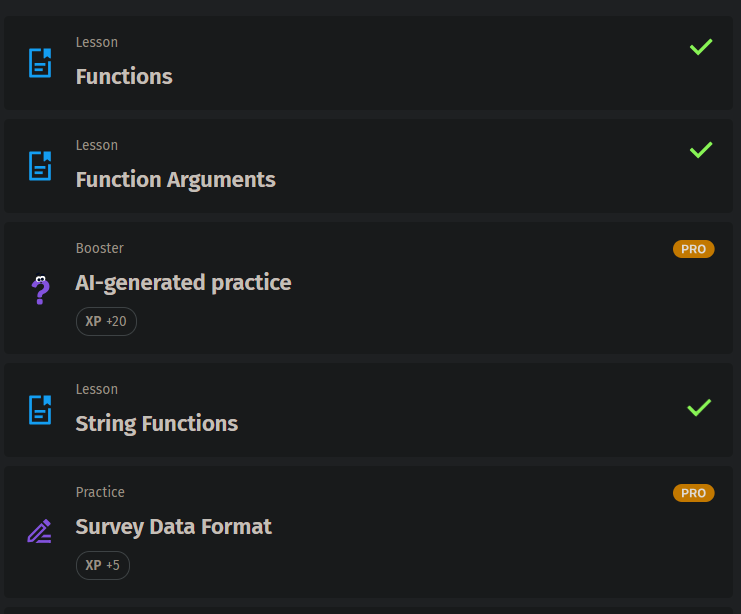 Lesson
Functions
Lesson
Function Arguments
Booster
PRO
AI-generated practice
XP +20
Lesson
String Functions
Practice
PRO
Survey Data Format
XP +5